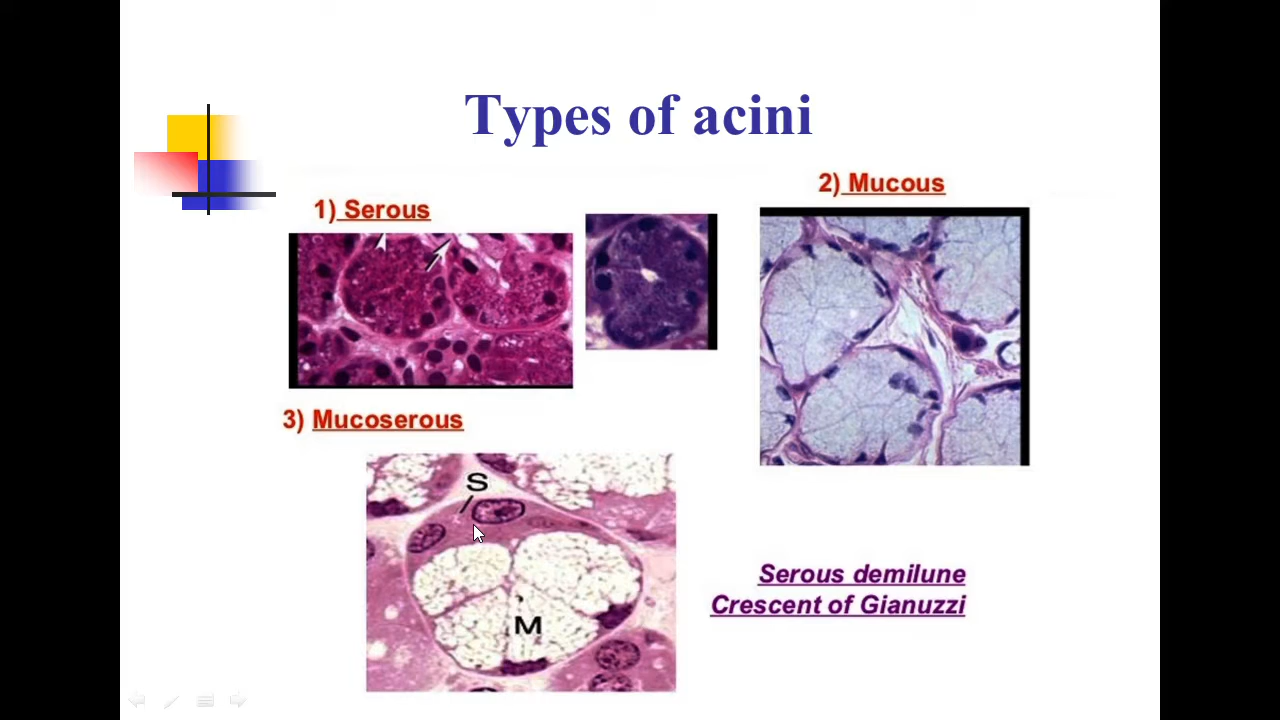 Types of acini
1) Serous
2) Mucous
3) Mucoserous
S
M
Serous demilune
Crescent of Gianuzzi